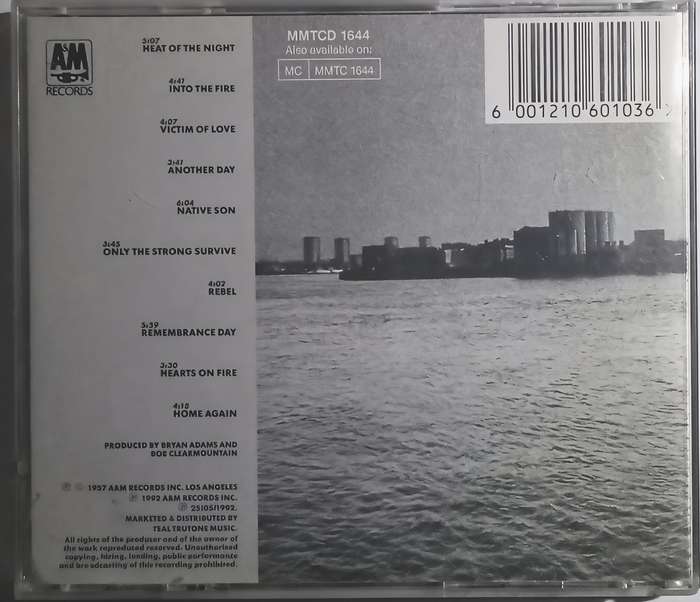 A&M
RECORDS
5:07
HEAT OF THE NIGHT
4:41
INTO THE FIRE
4:07
VICTIM OF LOVE
3:41
ANOTHER DAY
6:04
NATIVE SON
3:45
ONLY THE STRONG SURVIVE
4:02
REBEL
5:39
REMEMBRANCE DAY
3:30
HEARTS ON FIRE
4:18
HOME AGAIN
PRODUCED BY BRYAN ADAMS AND
BOB CLEARMOUNTAIN
℗ © 1987 A&M RECORDS INC. LOS ANGELES
℗ 1992 A&M RECORDS INC.
℗ 25105/1992.
MARKETED & DISTRIBUTED BY
TEAL TRUTONE MUSIC.
All rights of the producer and of the owner of
the work reproduced reserved. Unauthorised
copying, hiring, lending, public performance
and broadcasting of this recording prohibited.
MMTCD 1644
Also available on:
MC MMTC 1644
6 001210 601036 >